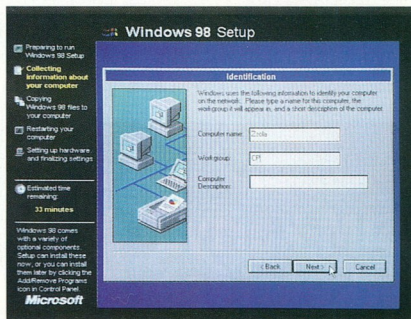 Windows 98 Setup
Preparing to run
Windows 98 Setup
Collecting
information about
your computer
Copying
Windows 98 files to
your computer
Restarting your
computer
Setting up hardware
and finalizing settings
Estimated time
remaining:
33 minutes
Windows 98 comes
with a variety of
optional components.
Setup can install these
now, or you can install
them later by clicking the
Add/Remove Programs
icon in Control Panel.
Microsoft
Identification
Windows uses the following information to identify your computer
on the network. Please type a name for this computer, the
workgroup it will appear in, and a short description of the computer.
Computer name
Workgroup
Computer
Description
< Back
Next >
Cancel